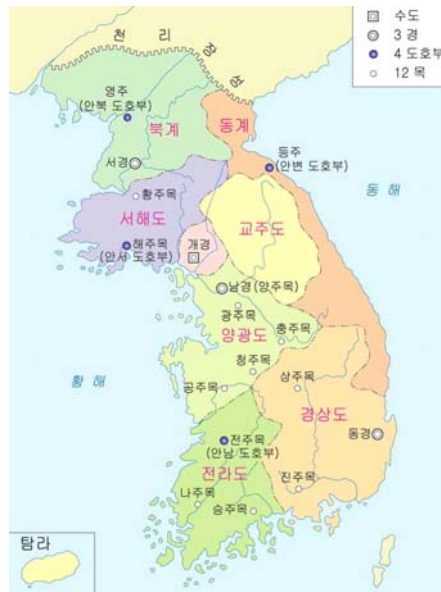 천리장성
수도
3 경
4 도호부
12 목
영주
(안북 도호부)
북계
동계
등주
(안변 도호부)
서경
황주목
동해
서해도
교주도
해주목
(안서 도호부)
개경
남경(양주목)
광주목
충주목
양광도
청주목
황해
공주목
상주목
경상도
전주목
(안남 도호부)
동경
전라도
나주목
진주목
승주목
탐라